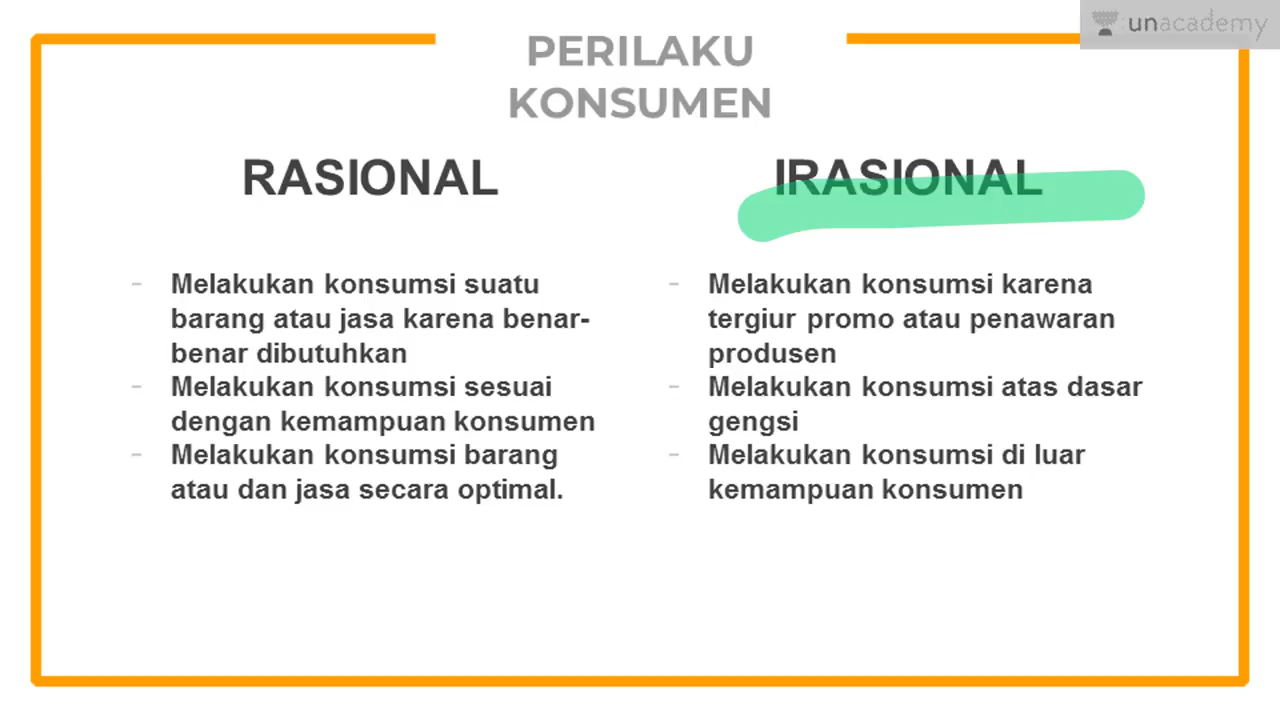 unacademy
PERILAKU
KONSUMEN
RASIONAL
- Melakukan konsumsi suatu
barang atau jasa karena benar-
benar dibutuhkan
- Melakukan konsumsi sesuai
dengan kemampuan konsumen
- Melakukan konsumsi barang
atau dan jasa secara optimal.
IRASIONAL
- Melakukan konsumsi karena
tergiur promo atau penawaran
produsen
- Melakukan konsumsi atas dasar
gengsi
- Melakukan konsumsi di luar
kemampuan konsumen